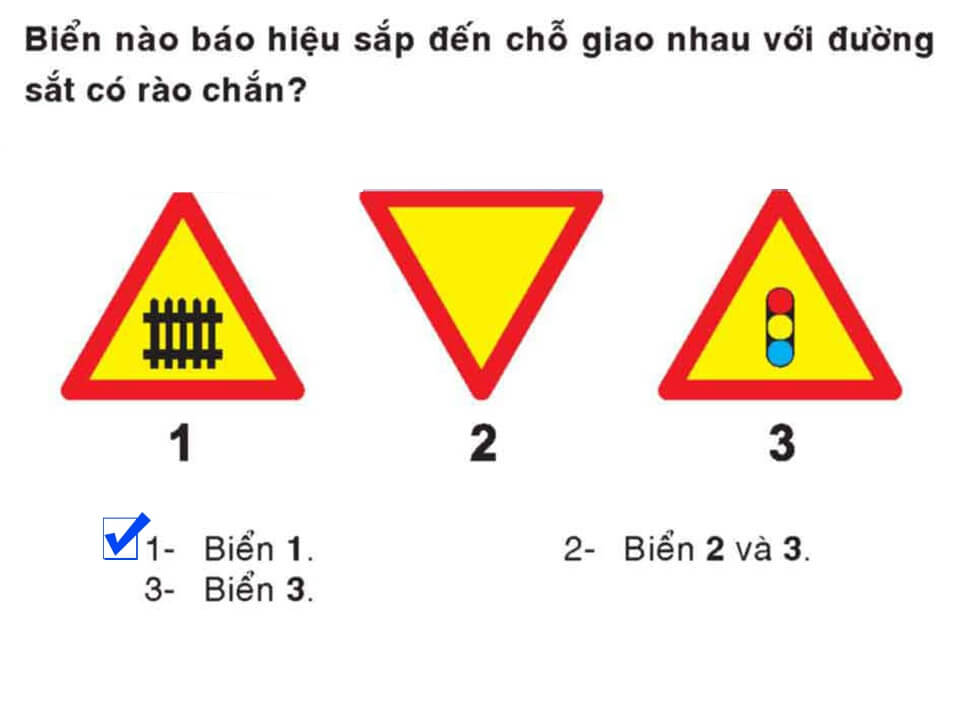 Biển nào báo hiệu sắp đến chỗ giao nhau với đường
sắt có rào chắn?
1 2 3
1- Biển 1. 2- Biển 2 và 3.
3- Biển 3.